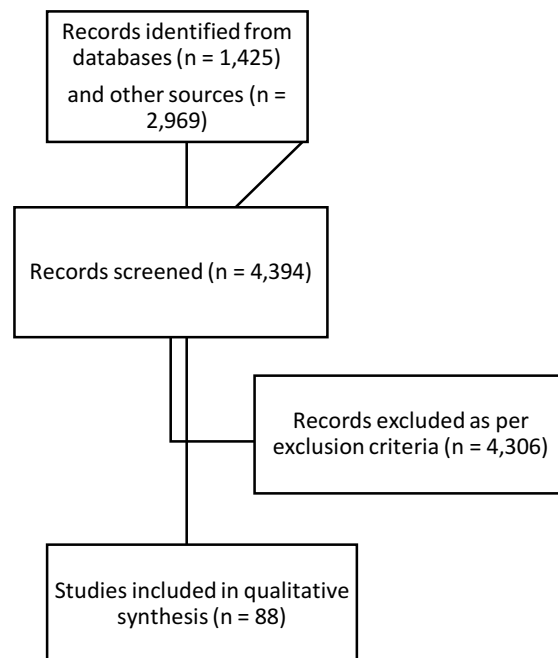 Records identified from
databases (n = 1,425)
and other sources (n =
2,969)
Records screened (n = 4,394)
Records excluded as per
exclusion criteria (n = 4,306)
Studies included in qualitative
synthesis (n = 88)